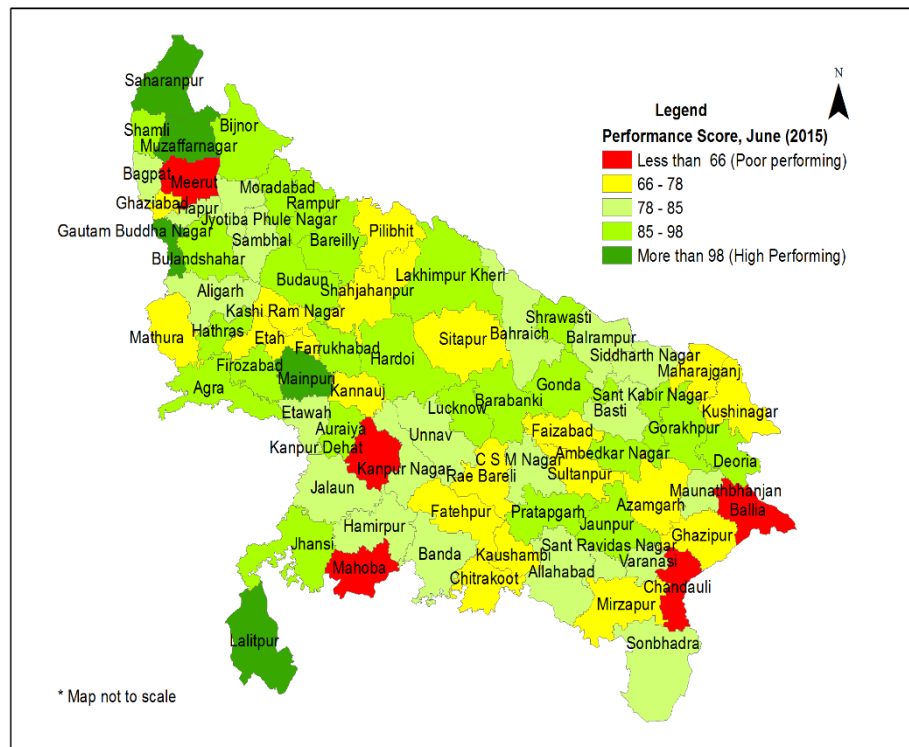 Saharanpur
N
Legend
Performance Score, June (2015)
Less than 66 (Poor performing)
66 - 78
78 - 85
85 - 98
More than 98 (High Performing)
Shamli
Bijnor
Muzaffarnagar
Bagpat
Meerut
Moradabad
Ghaziabad
Hapur
Rampur
Jyotiba Phule Nagar
Pilibhit
Gautam Buddha Nagar
Sambhal
Bareilly
Bulandshahar
Lakhimpur Kheri
Budaun
Shahjahanpur
Aligarh
Kashi Ram Nagar
Shrawasti
Mathura
Hathras
Etah
Sitapur
Bahraich
Balrampur
Farrukhabad
Hardoi
Siddharth Nagar
Firozabad
Maharajganj
Mainpuri
Agra
Kannauj
Gonda
Sant Kabir Nagar
Barabanki
Etawah
Lucknow
Basti
Kushinagar
Auraiya
Unnav
Faizabad
Gorakhpur
Kanpur Dehat
C S M Nagar
Ambedkar Nagar
Deoria
Kanpur Nagar
Rae Bareli
Sultanpur
Jalaun
Maunathbhanjan
Fatehpur
Pratapgarh
Azamgarh
Ballia
Hamirpur
Jaunpur
Ghazipur
Jhansi
Banda
Kaushambi
Sant Ravidas Nagar
Mahoba
Chitrakoot
Allahabad
Varanasi
Chandauli
Mirzapur
Lalitpur
Sonbhadra
* Map not to scale